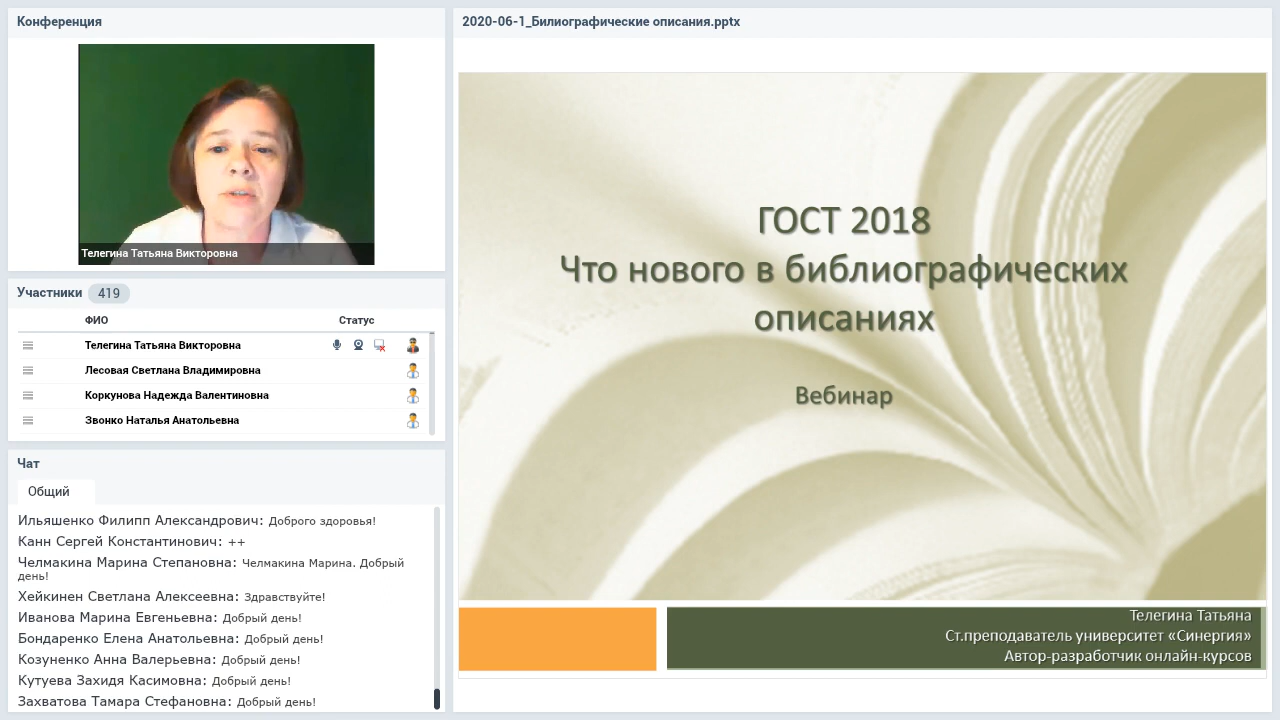 Конференция
Телегина Татьяна Викторовна
Участники 419
ФИО Статус
Телегина Татьяна Викторовна
Лесовая Светлана Владимировна
Коркунова Надежда Валентиновна
Звонко Наталья Анатольевна
Чат
Общий
Ильяшенко Филипп Александрович: Доброго здоровья!
Канн Сергей Константинович: ++
Челмакина Марина Степановна: Челмакина Марина. Добрый
день!
Хейкинен Светлана Алексеевна: Здравствуйте!
Иванова Марина Евгеньевна: Добрый день!
Бондаренко Елена Анатольевна: Добрый день!
Козуненко Анна Валерьевна: Добрый день!
Кутуева Захидя Касимовна: Добрый день!
Захватова Тамара Стефановна: Добрый день!
2020-06-1_Билиографические описания.pptx
ГОСТ 2018
Что нового в библиографических
описаниях
Вебинар
Телегина Татьяна
Ст.преподаватель университет «Синергия»
Автор-разработчик онлайн-курсов